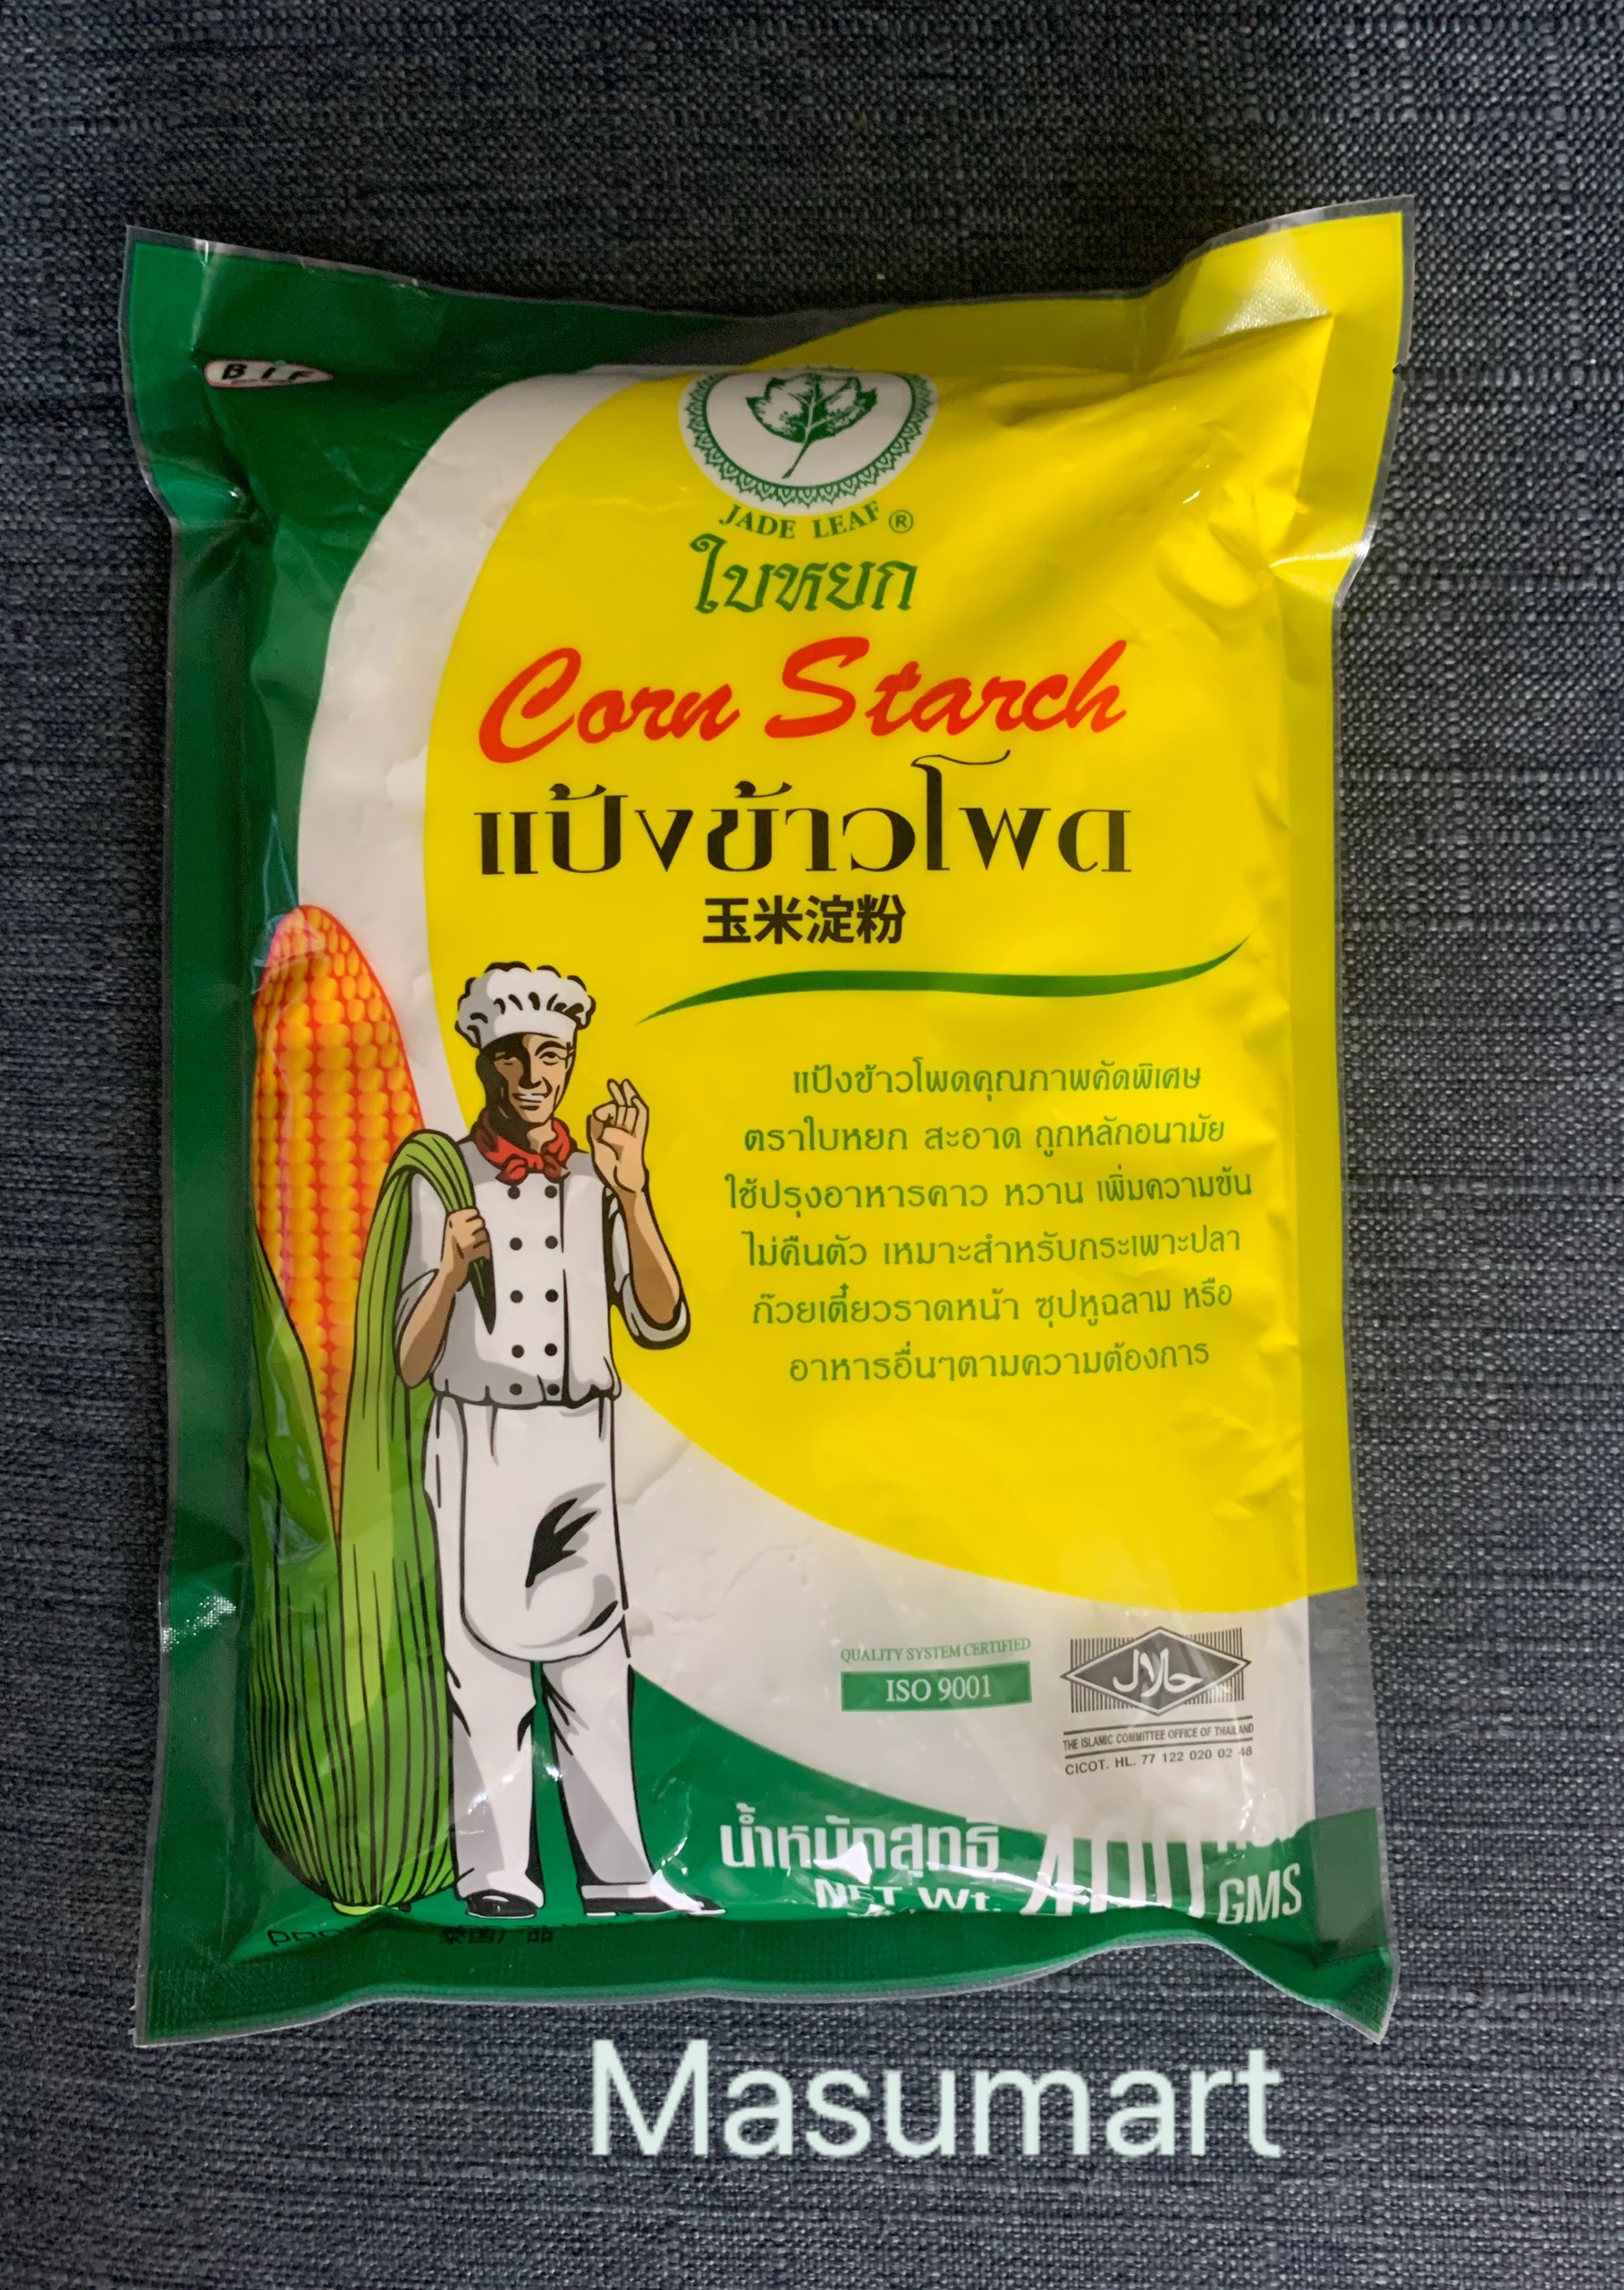 BIF
JADE LEAF ®
ใบหยก
Corn Starch
แป้งข้าวโพด
玉米淀粉
แป้งข้าวโพดคุณภาพคัดพิเศษ
ตราใบหยก สะอาด ถูกหลักอนามัย
ใช้ปรุงอาหารคาว หวาน เพิ่มความข้น
ไม่คืนตัว เหมาะสำหรับกระเพาะปลา
ก๊วยเตี๋ยวราดหน้า ซุปหูฉลาม หรือ
อาหารอื่นๆตามความต้องการ
QUALITY SYSTEM CERTIFIED
ISO 9001
حلال
THE ISLAMIC COMMITTEE OFFICE OF THAILAND
CICOT. HL. 77 122 020 02 48
น้ำหนักสุทธิ 400
NET Wt. GMS
泰国产品
Masumart